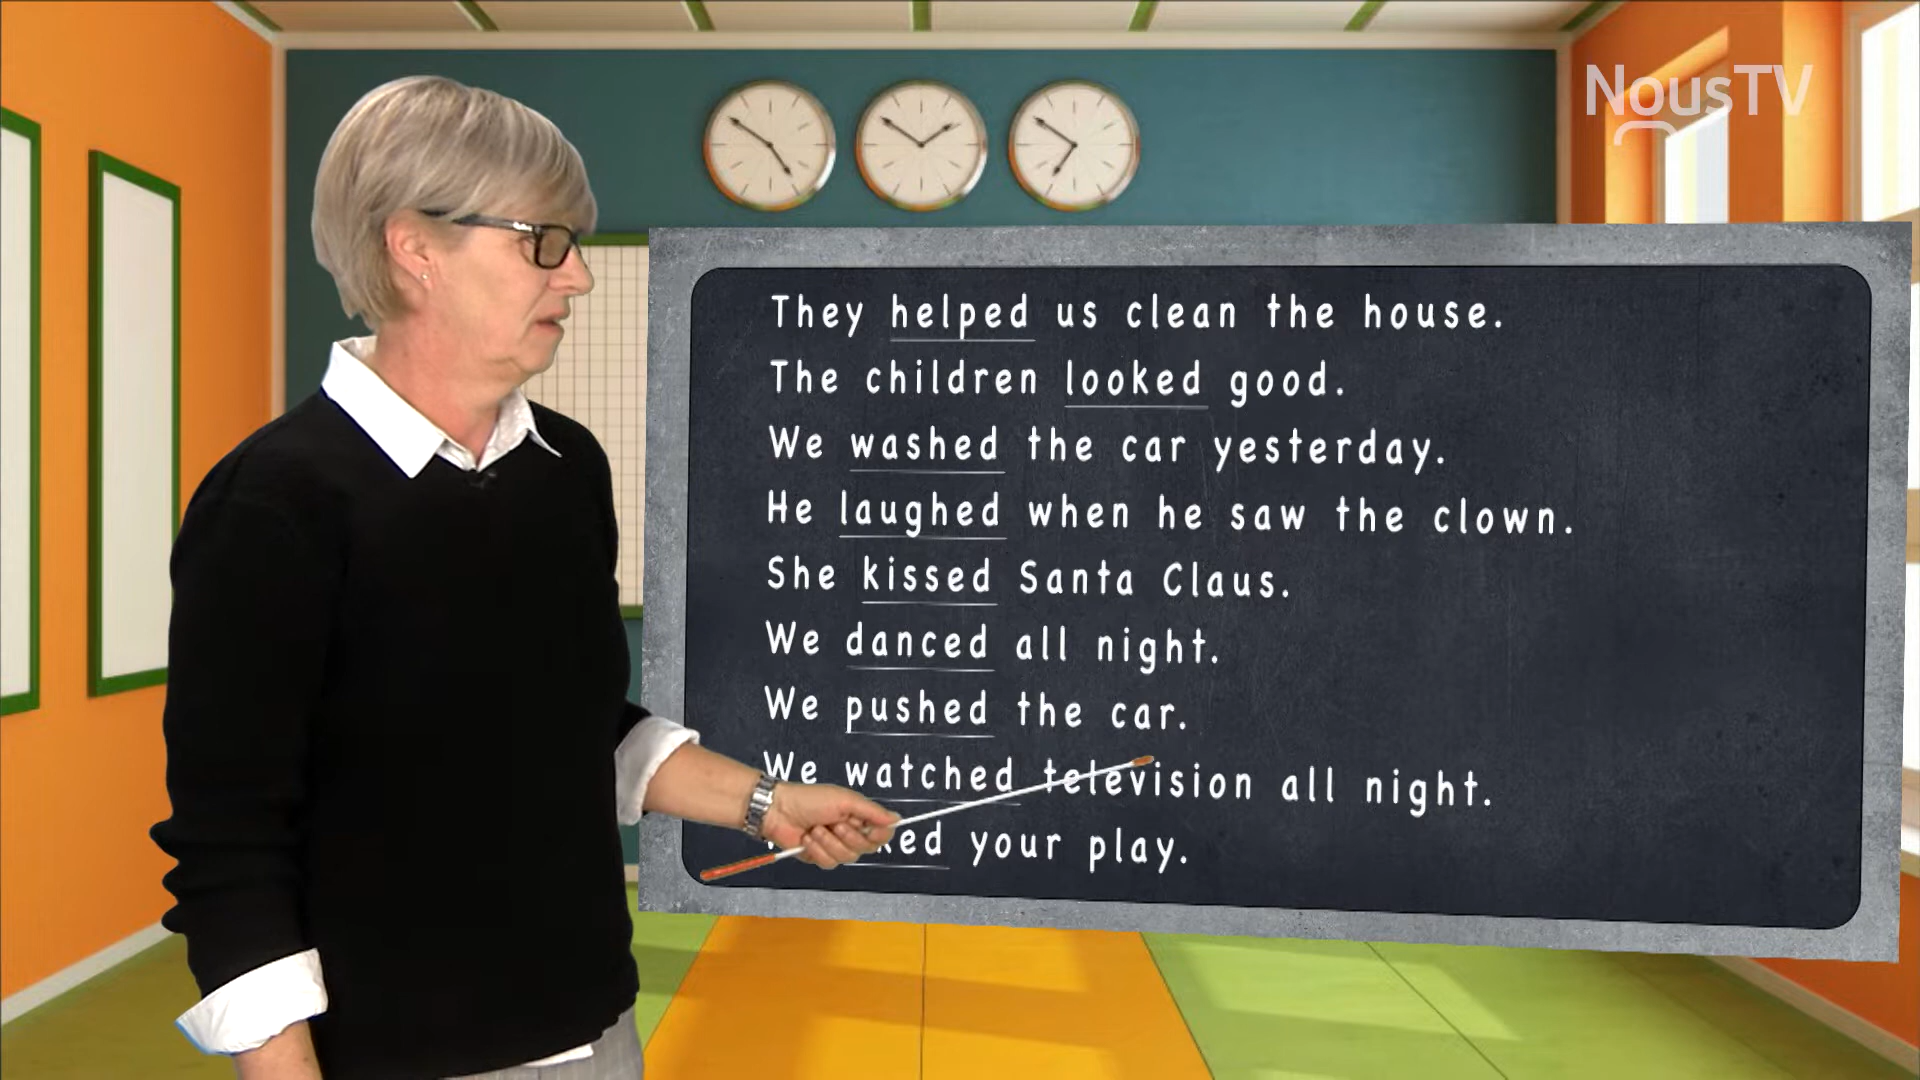 NousTV
They helped us clean the house.
The children looked good.
We washed the car yesterday.
He laughed when he saw the clown.
She kissed Santa Claus.
We danced all night.
We pushed the car.
We watched television all night.
your play.